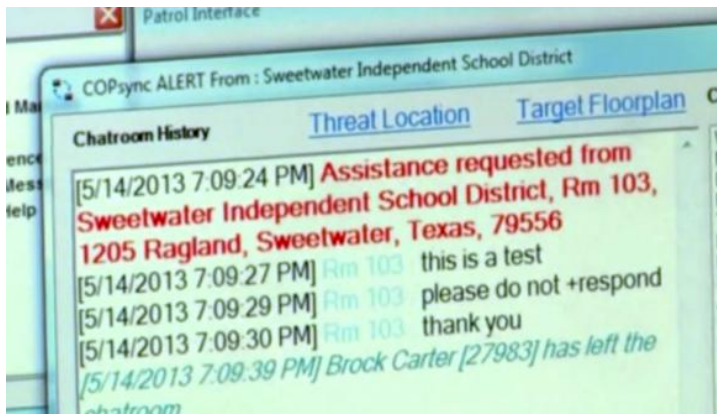 Patrol Interface
COPsync ALERT From : Sweetwater Independent School District
Chatroom History
Threat Location
Target Floorplan
[5/14/2013 7:09:24 PM] Assistance requested from
Sweetwater Independent School District, Rm 103,
1205 Ragland, Sweetwater, Texas, 79556
[5/14/2013 7:09:27 PM] Rm 103 this is a test
[5/14/2013 7:09:29 PM] Rm 103 please do not +respond
[5/14/2013 7:09:30 PM] Rm 103 thank you
[5/14/2013 7:09:39 PM] Brock Carter [27983] has left the
chatroom